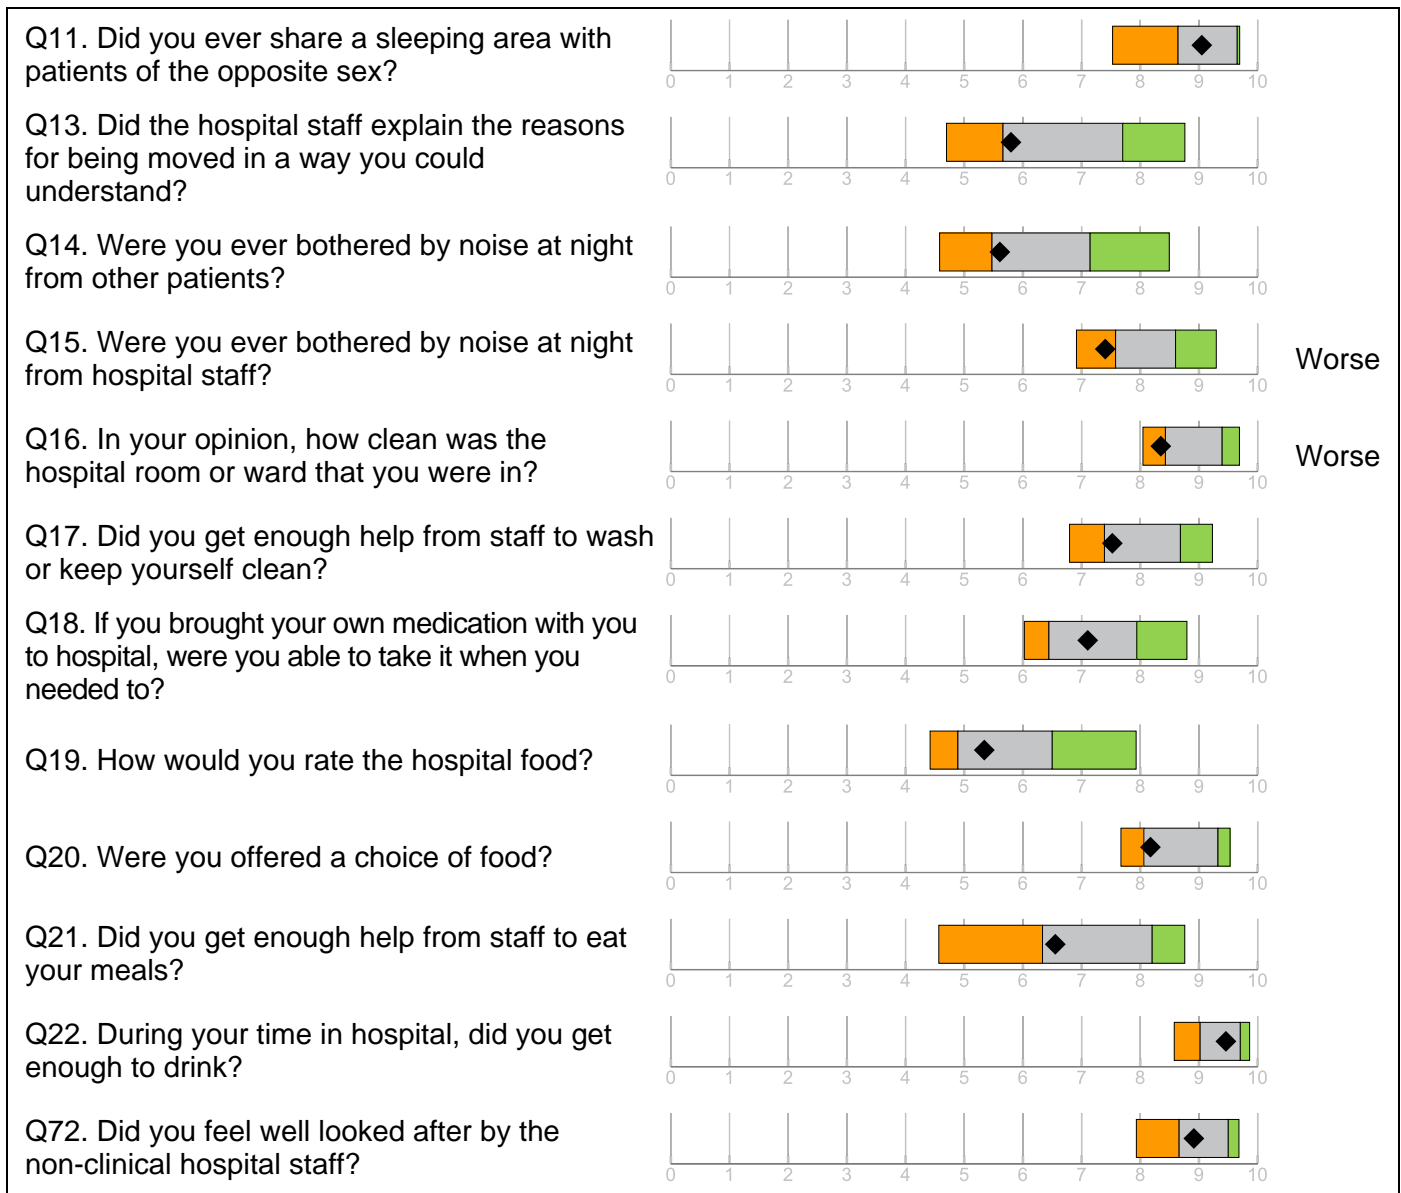 Q11. Did you ever share a sleeping area with
patients of the opposite sex?
0 1 2 3 4 5 6 7 8 9 10
Q13. Did the hospital staff explain the reasons
for being moved in a way you could
understand?
0 1 2 3 4 5 6 7 8 9 10
Q14. Were you ever bothered by noise at night
from other patients?
0 1 2 3 4 5 6 7 8 9 10
Q15. Were you ever bothered by noise at night
from hospital staff?
Worse
0 1 2 3 4 5 6 7 8 9 10
Q16. In your opinion, how clean was the
hospital room or ward that you were in?
Worse
0 1 2 3 4 5 6 7 8 9 10
Q17. Did you get enough help from staff to wash
or keep yourself clean?
0 1 2 3 4 5 6 7 8 9 10
Q18. If you brought your own medication with you
to hospital, were you able to take it when you
needed to?
0 1 2 3 4 5 6 7 8 9 10
Q19. How would you rate the hospital food?
0 1 2 3 4 5 6 7 8 9 10
Q20. Were you offered a choice of food?
0 1 2 3 4 5 6 7 8 9 10
Q21. Did you get enough help from staff to eat
your meals?
0 1 2 3 4 5 6 7 8 9 10
Q22. During your time in hospital, did you get
enough to drink?
0 1 2 3 4 5 6 7 8 9 10
Q72. Did you feel well looked after by the
non-clinical hospital staff?
0 1 2 3 4 5 6 7 8 9 10